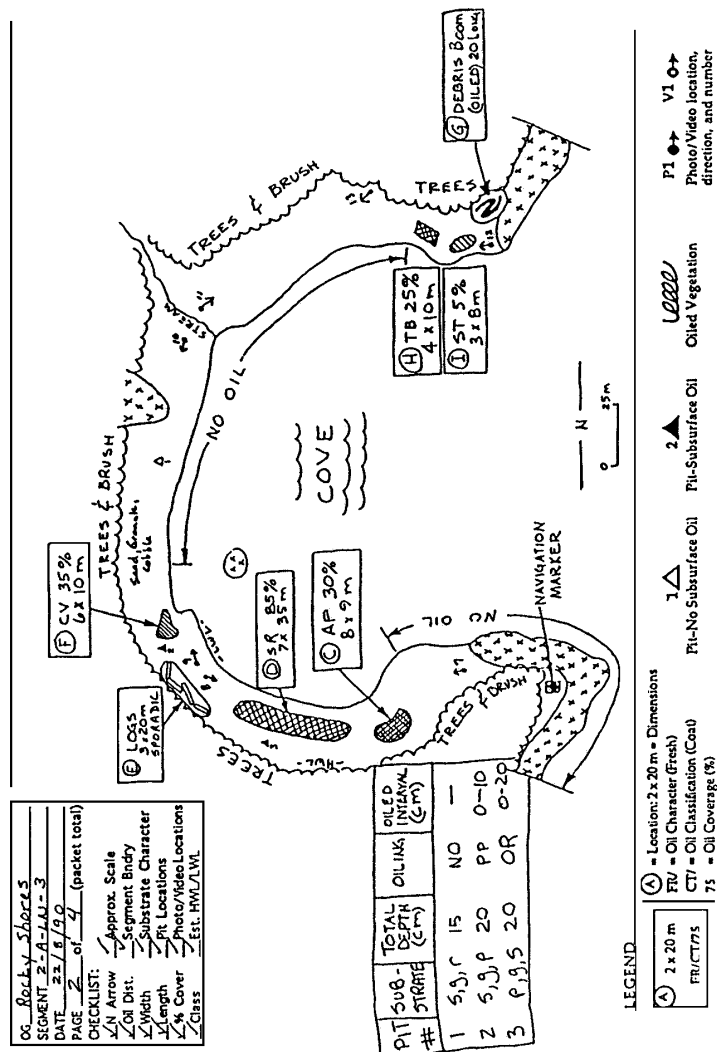 OG Rocky Shores
SEGMENT 2-A-LN-3
DATE 22/8/90
PAGE 2 of 4 (packet total)
CHECKLIST:
N Arrow
Approx. Scale
Oil Dist.
Segment Bndry
Width
Substrate Character
Length
Pit Locations
% Cover
Photo/Video Locations
Class
Est. HWL/LWL
E LOGS
3 x 20m
SPORADIC
F CV 35%
6 x 10m
D SR 85%
7 x 35m
C AP 30%
8 x 9m
H TB 25%
4 x 10m
I ST 5%
3 x 8m
G DEBRIS BOOM
(OILED) 20 LONG
TREES
TREES & BRUSH
Sand, Granule,
cobble
STREAM
TREES & BRUSH
TREES
NO OIL
COVE
-LWL-
-HWL-
TREES & BRUSH
NO OIL
NAVIGATION
MARKER
N
0 25m
PIT # SUB-STRATE TOTAL DEPTH (cm) OILING OILED INTERVAL (cm)
1 S,g,r 15 NO —
2 S,g,P 20 PP 0-10
3 P,g,S 20 OR 0-20
LEGEND
A 2 x 20 m
FR/CT/75
A = Location: 2 x 20 m = Dimensions
FR/ = Oil Character (Fresh)
CT/ = Oil Classification (Coat)
75 = Oil Coverage (%)
1
Pit-No Subsurface Oil
2
Pit-Subsurface Oil
Oiled Vegetation
P1 V1
Photo/Video location,
direction, and number